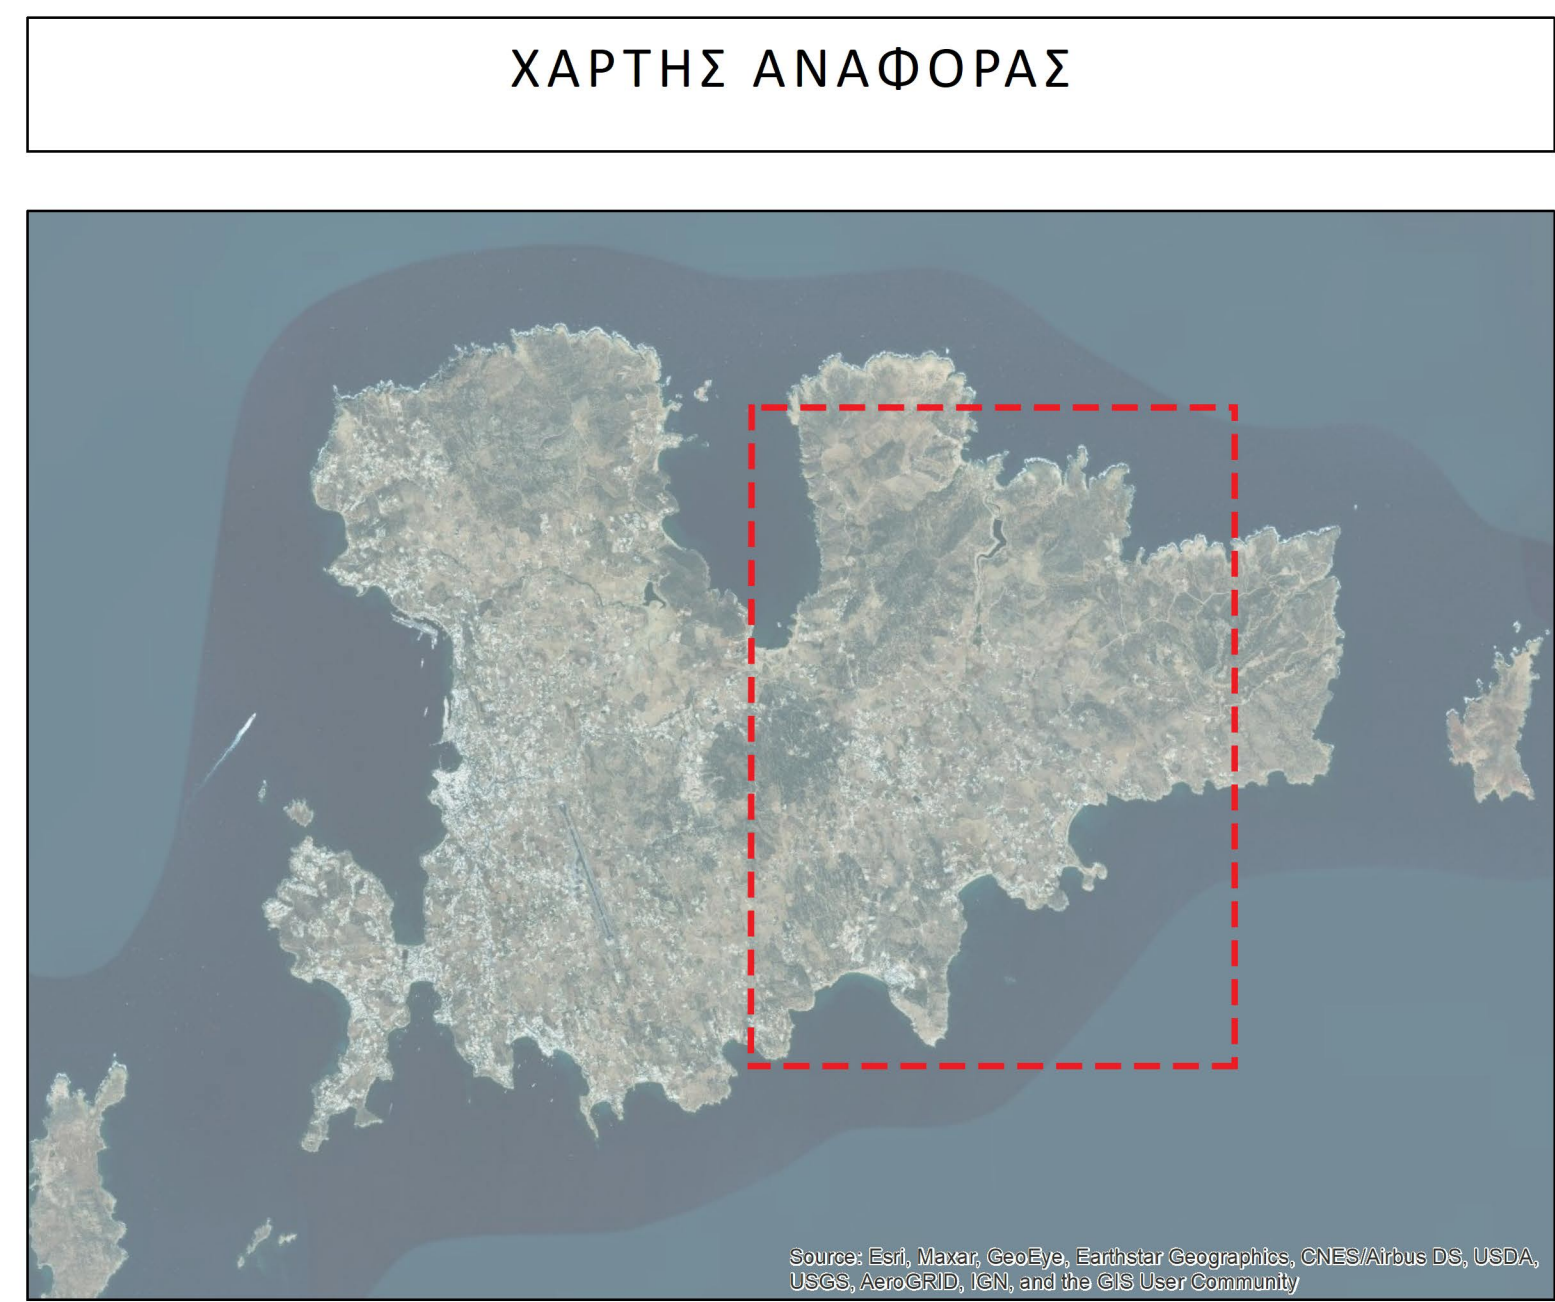 ΧΑΡΤΗΣ ΑΝΑΦΟΡΑΣ
Source: Esri, Maxar, GeoEye, Earthstar Geographics, CNES/Airbus DS, USDA,
USGS, AeroGRID, IGN, and the GIS User Community